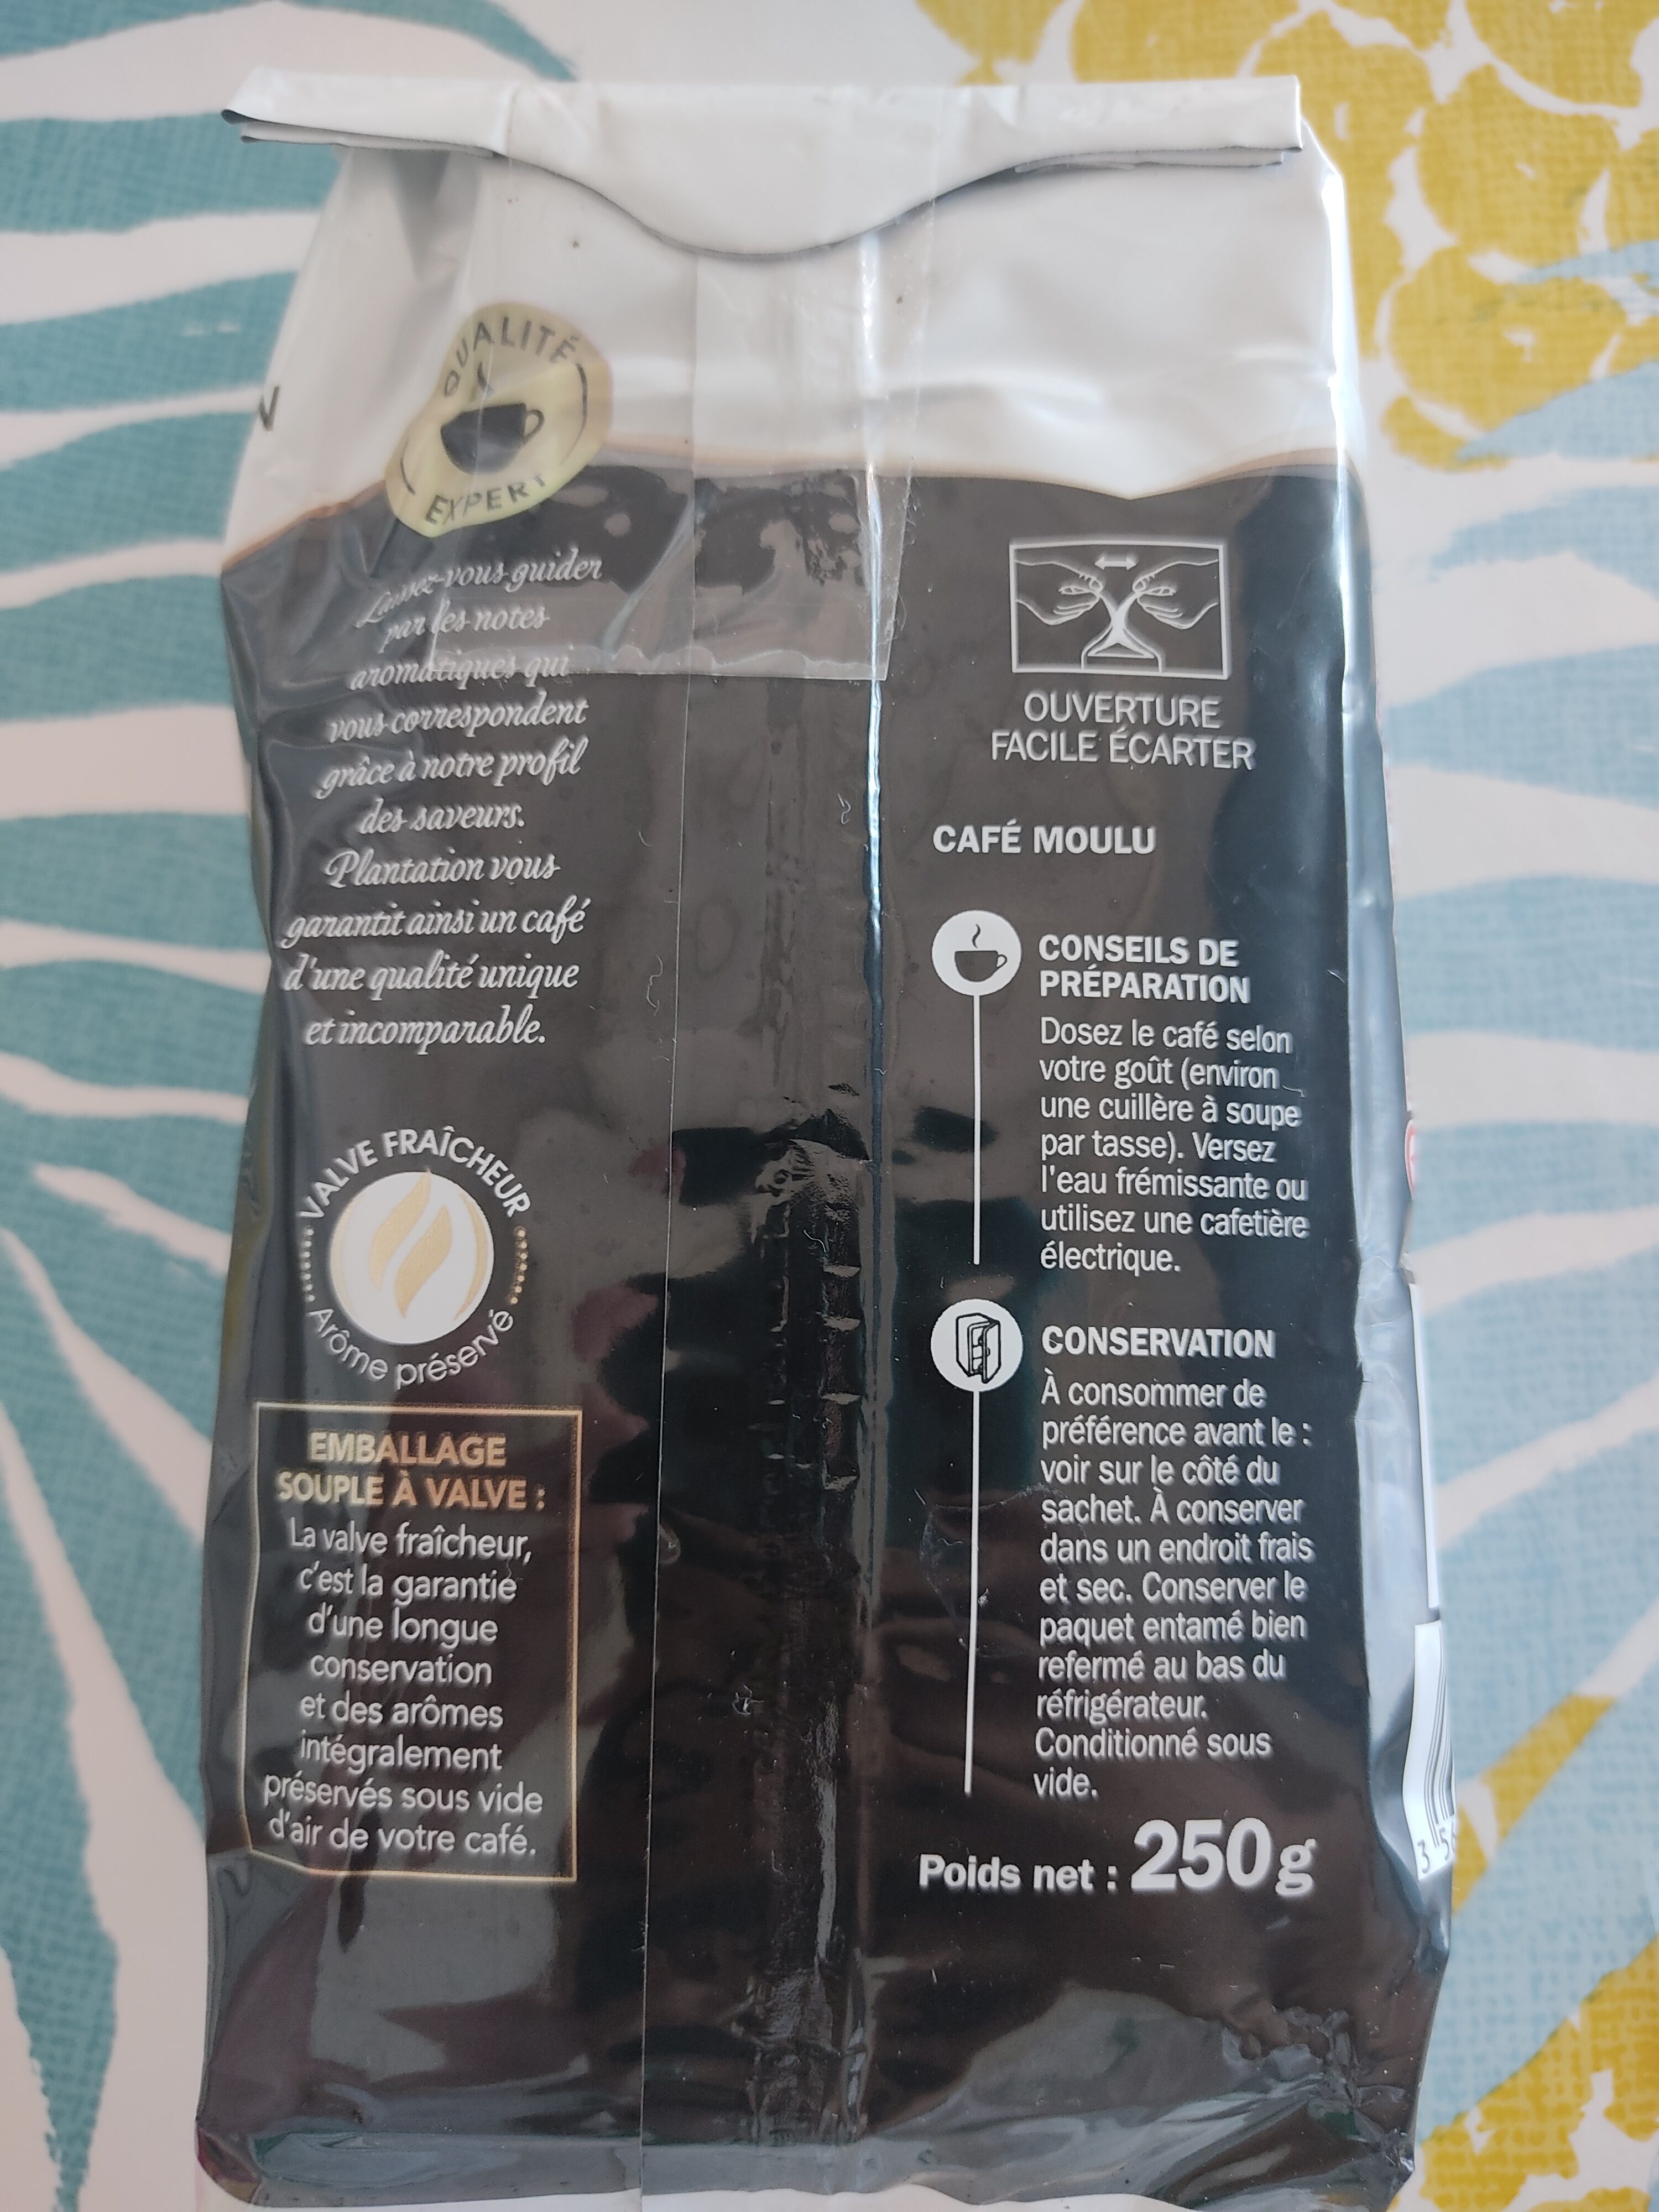 QUALITÉ
EXPERT
Laissez-vous guider
par les notes
aromatiques qui
vous correspondent
grâce à notre profil
des saveurs.
Plantation vous
garantit ainsi un café
d'une qualité unique
et incomparable.
VALVE FRAÎCHEUR
Arôme préservé
EMBALLAGE
SOUPLE À VALVE :
La valve fraîcheur,
c'est la garantie
d'une longue
conservation
et des arômes
intégralement
préservés sous vide
d'air de votre café.
OUVERTURE
FACILE ÉCARTER
CAFÉ MOULU
CONSEILS DE
PRÉPARATION
Dosez le café selon
votre goût (environ
une cuillère à soupe
par tasse). Versez
l'eau frémissante ou
utilisez une cafetière
électrique.
CONSERVATION
À consommer de
préférence avant le :
voir sur le côté du
sachet. À conserver
dans un endroit frais
et sec. Conserver le
paquet entamé bien
refermé au bas du
réfrigérateur.
Conditionné sous
vide.
Poids net : 250g